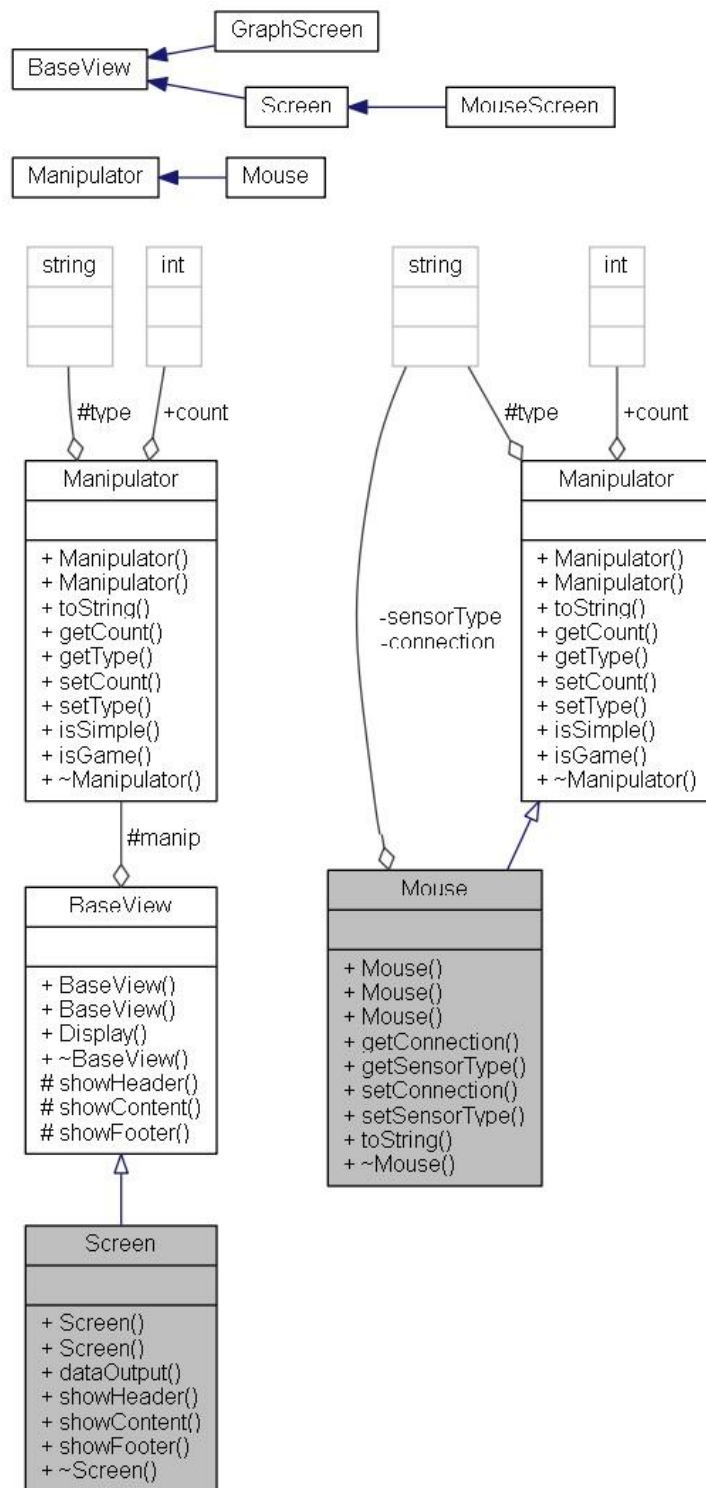 GraphScreen
BaseView
Screen
MouseScreen
Manipulator
Mouse
string
int
#type
+count
Manipulator
+ Manipulator()
+ Manipulator()
+ toString()
+ getCount()
+ getType()
+ setCount()
+ setType()
+ isSimple()
+ isGame()
+ ~Manipulator()
#manip
BaseView
+ BaseView()
+ BaseView()
+ Display()
+ ~BaseView()
# showHeader()
# showContent()
# showFooter()
Screen
+ Screen()
+ Screen()
+ dataOutput()
+ showHeader()
+ showContent()
+ showFooter()
+ ~Screen()
string
int
#type
+count
Manipulator
+ Manipulator()
+ Manipulator()
+ toString()
+ getCount()
+ getType()
+ setCount()
+ setType()
+ isSimple()
+ isGame()
+ ~Manipulator()
-sensorType
-connection
Mouse
+ Mouse()
+ Mouse()
+ Mouse()
+ getConnection()
+ getSensorType()
+ setConnection()
+ setSensorType()
+ toString()
+ ~Mouse()